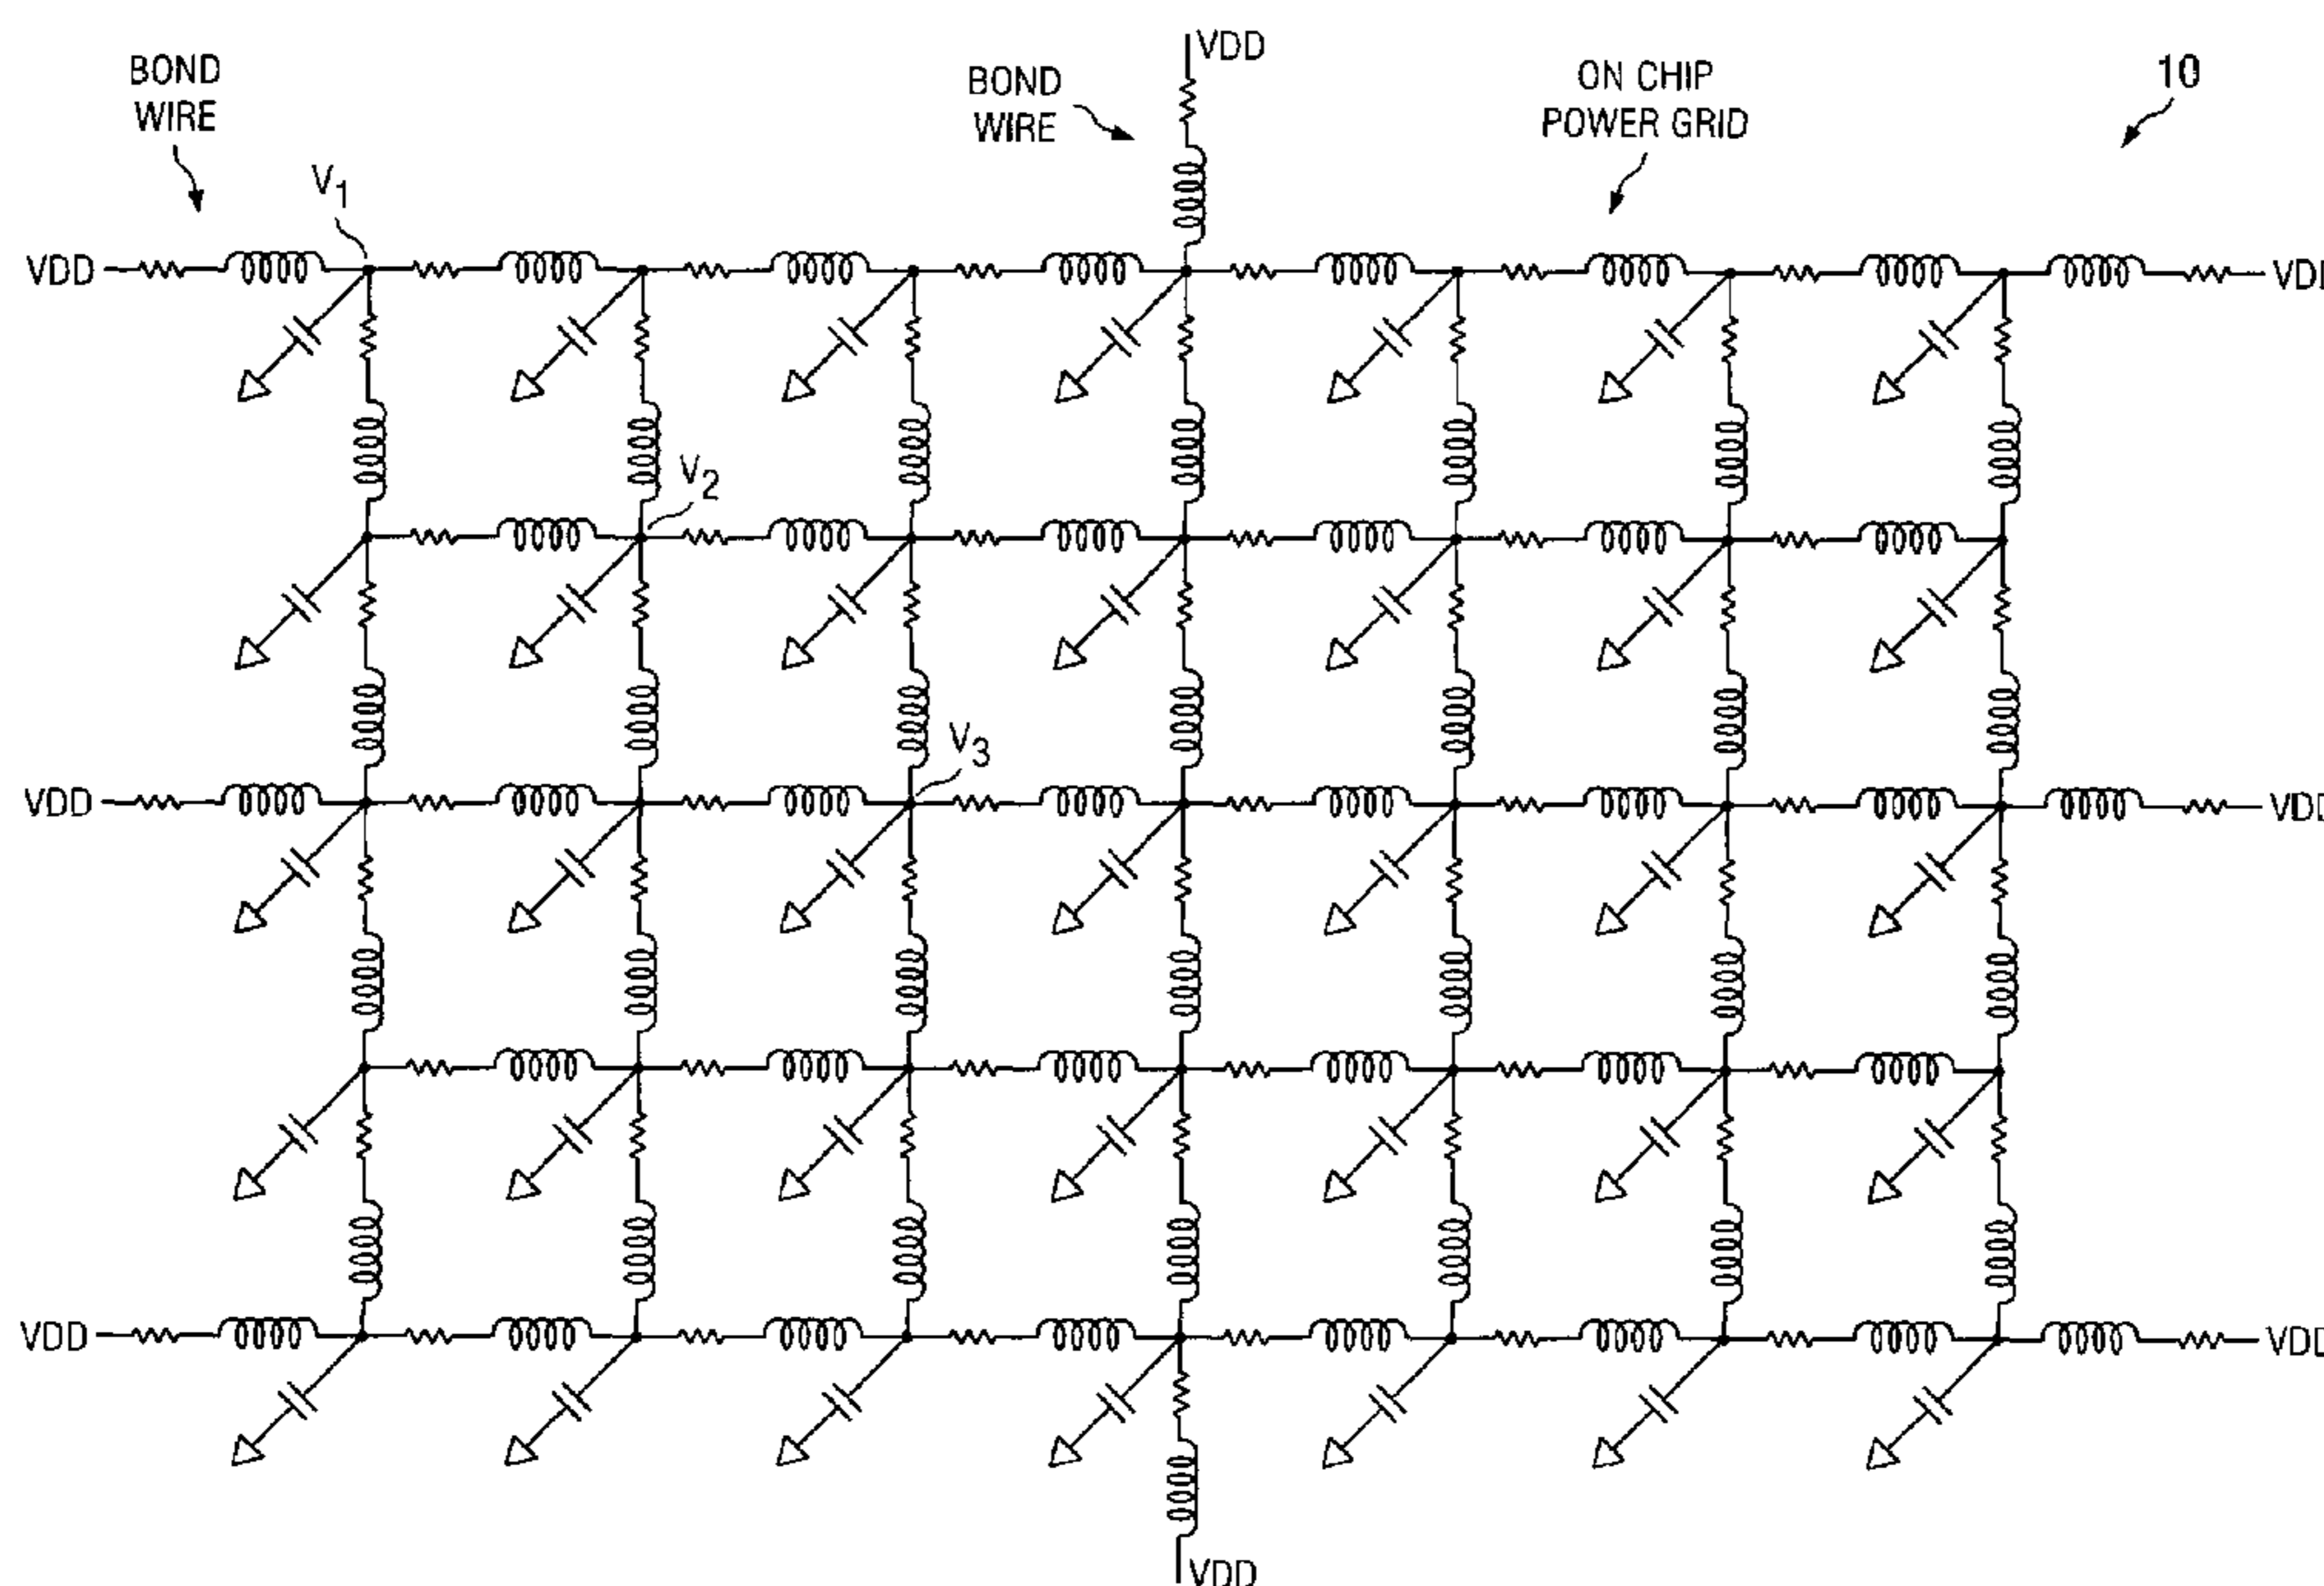 VDD
BOND
WIRE
BOND
WIRE
ON CHIP
POWER GRID
10
V1
VDD
VDD
V2
V3
VDD
VDD
VDD
VDD
VDD